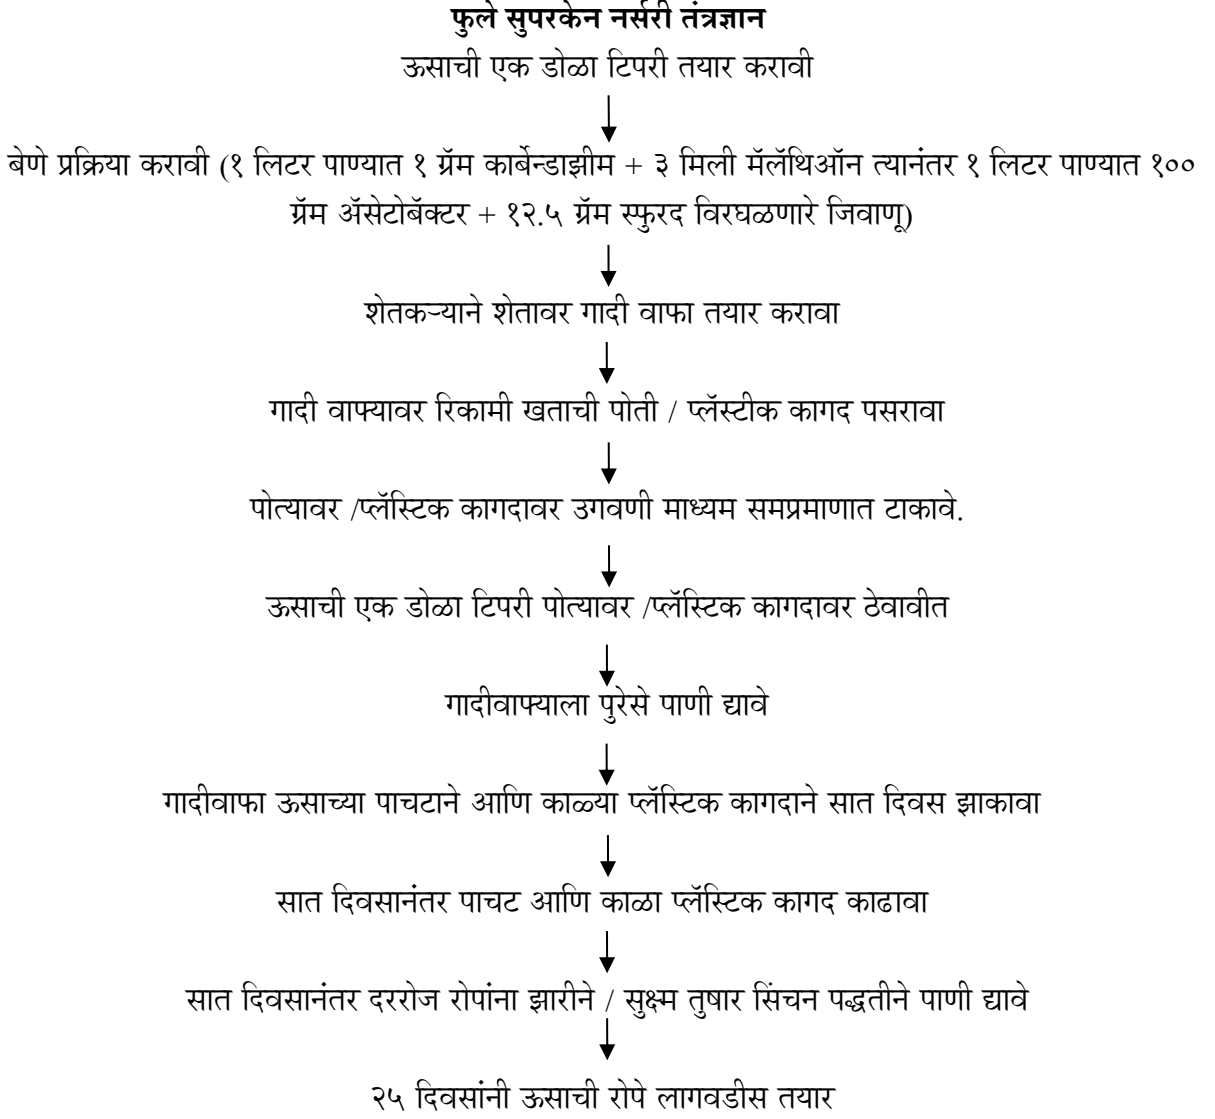 फुले सुपरकेन नर्सरी तंत्रज्ञान
ऊसाची एक डोळा टिपरी तयार करावी
बेणे प्रक्रिया करावी (१ लिटर पाण्यात १ ग्रॅम कार्बेन्डाझीम + ३ मिली मॅलॅथिऑन त्यानंतर १ लिटर पाण्यात १००
ग्रॅम ॲसेटोबॅक्टर + १२.५ ग्रॅम स्फुरद विरघळणारे जिवाणू)
शेतकऱ्याने शेतावर गादी वाफा तयार करावा
गादी वाफ्यावर रिकामी खताची पोती / प्लॅस्टीक कागद पसरावा
पोत्यावर /प्लॅस्टिक कागदावर उगवणी माध्यम समप्रमाणात टाकावे.
ऊसाची एक डोळा टिपरी पोत्यावर /प्लॅस्टिक कागदावर ठेवावीत
गादीवाफ्याला पुरेसे पाणी द्यावे
गादीवाफा ऊसाच्या पाचटाने आणि काळ्या प्लॅस्टिक कागदाने सात दिवस झाकावा
सात दिवसानंतर पाचट आणि काळा प्लॅस्टिक कागद काढावा
सात दिवसानंतर दररोज रोपांना झारीने / सुक्ष्म तुषार सिंचन पद्धतीने पाणी द्यावे
२५ दिवसांनी ऊसाची रोपे लागवडीस तयार